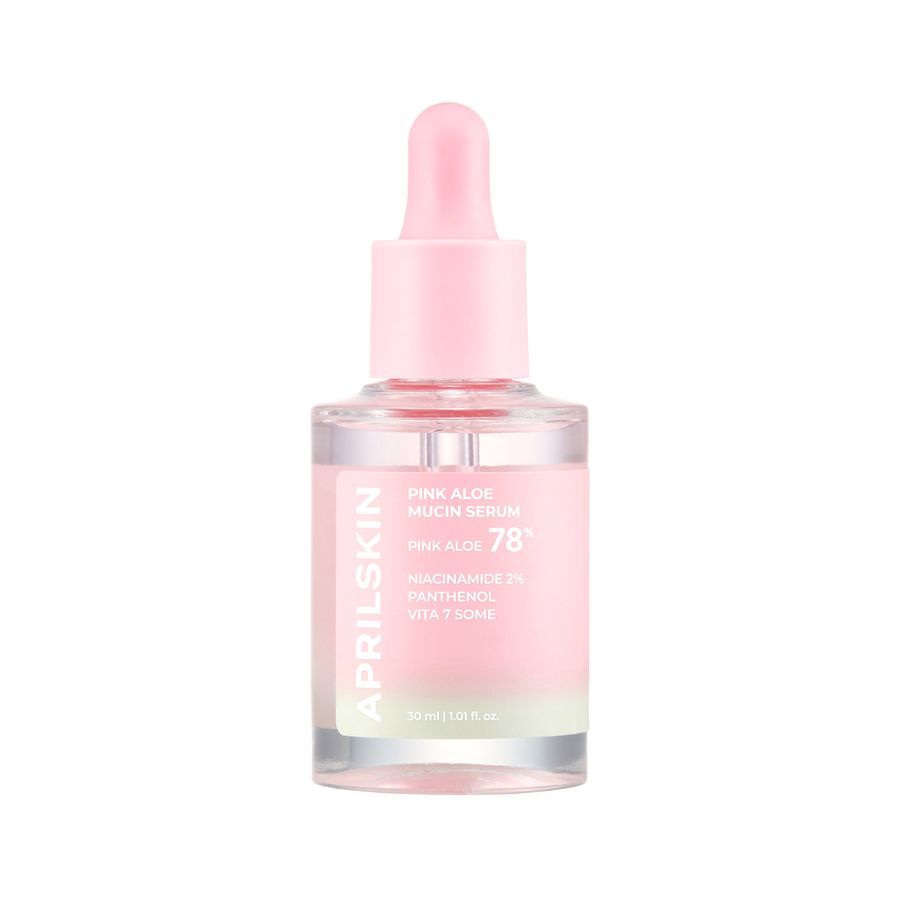 APRILSKIN
PINK ALOE
MUCIN SERUM
PINK ALOE 78%
NIACINAMIDE 2%
PANTHENOL
VITA 7 SOME
30 ml | 1.01 fl. oz.